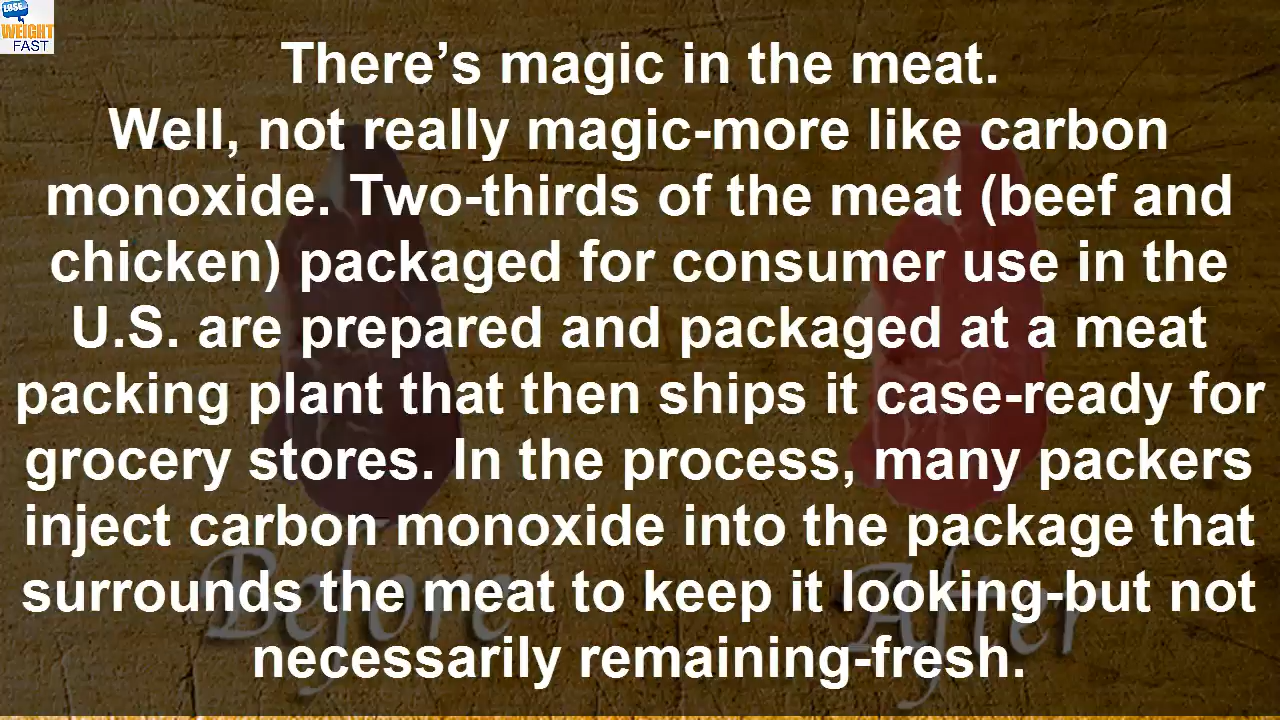 LOSE
WEIGHT
FAST
There’s magic in the meat.
Well, not really magic-more like carbon
monoxide. Two-thirds of the meat (beef and
chicken) packaged for consumer use in the
U.S. are prepared and packaged at a meat
packing plant that then ships it case-ready for
grocery stores. In the process, many packers
inject carbon monoxide into the package that
surrounds the meat to keep it looking-but not
necessarily remaining-fresh.
Before
After